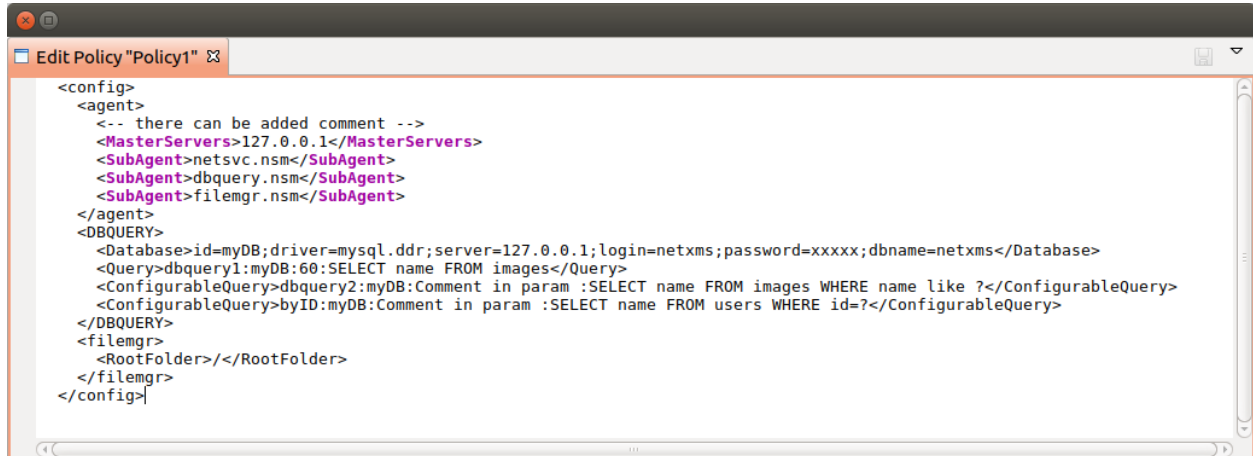 Edit Policy "Policy1"
<config>
<agent>
<-- there can be added comment -->
<MasterServers>127.0.0.1</MasterServers>
<SubAgent>netsvc.nsm</SubAgent>
<SubAgent>dbquery.nsm</SubAgent>
<SubAgent>filemgr.nsm</SubAgent>
</agent>
<DBQUERY>
<Database>id=myDB;driver=mysql.ddr;server=127.0.0.1;login=netxms;password=xxxxx;dbname=netxms</Database>
<Query>dbquery1:myDB:60:SELECT name FROM images</Query>
<ConfigurableQuery>dbquery2:myDB:Comment in param :SELECT name FROM images WHERE name like ?</ConfigurableQuery>
<ConfigurableQuery>byID:myDB:Comment in param :SELECT name FROM users WHERE id=?</ConfigurableQuery>
</DBQUERY>
<filemgr>
<RootFolder>/</RootFolder>
</filemgr>
</config>